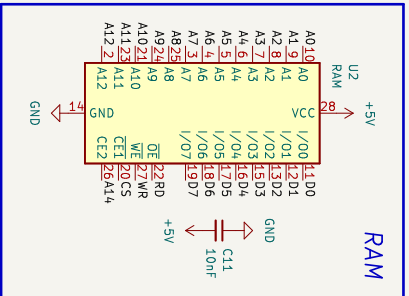 RAM
U2
RAM
A0 10 A0
A1 9 A1
A2 8 A2
A3 7 A3
A4 6 A4
A5 5 A5
A6 4 A6
A7 3 A7
A8 25 A8
A9 24 A9
A10 21 A10
A11 23 A11
A12 2 A12
VCC 28 +5V
GND 14 GND
I/O0 11 D0
I/O1 12 D1
I/O2 13 D2
I/O3 15 D3
I/O4 16 D4
I/O5 17 D5
I/O6 18 D6
I/O7 19 D7
OE 22 RD
WE 27 WR
CE1 20 CS
CE2 26 A14
+5V
C11
10nF
GND